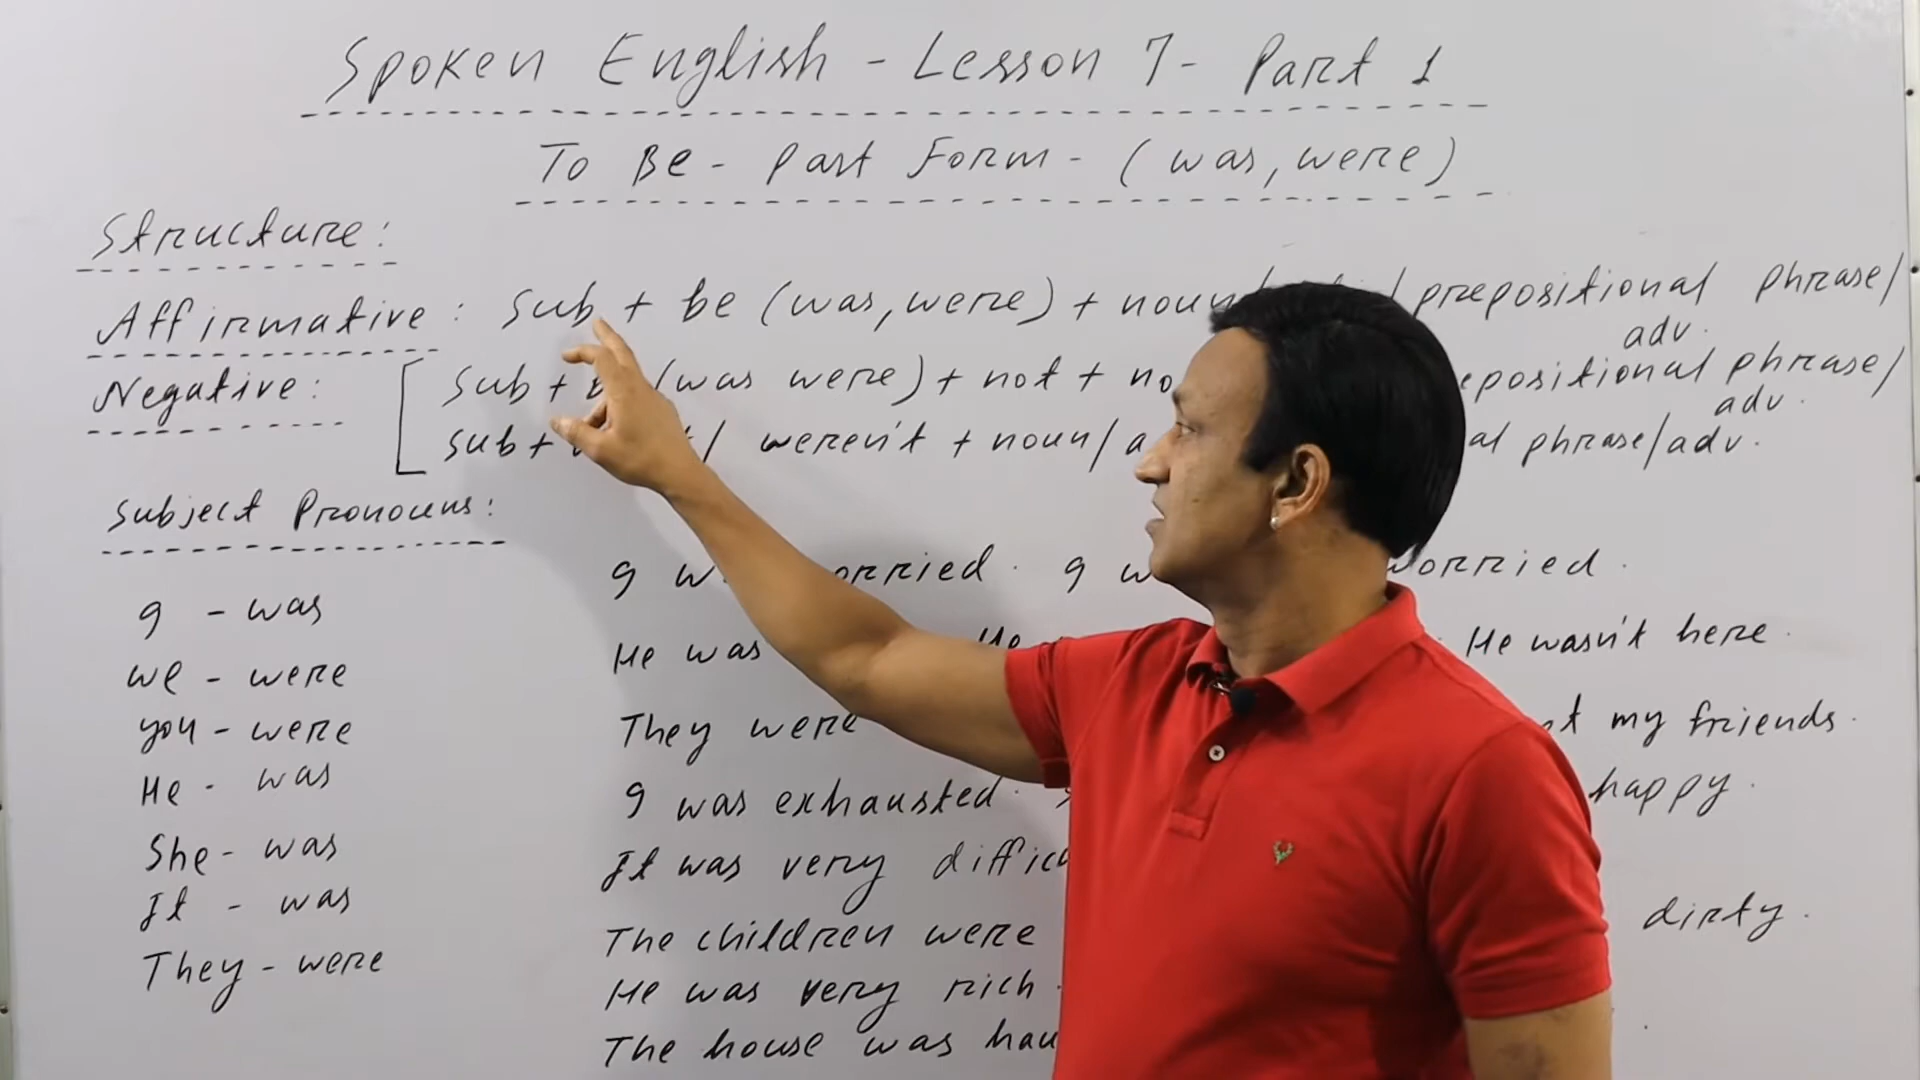 Spoken English - Lesson 7 - Part 1
To Be - Past Form - (was, were)
Structure:
Affirmative: Sub + be (was, were) + noun / prepositional phrase/
adv.
Negative: [ Sub + (was were) + not + phrase/
adv.
Sub + / weren't + noun/ phrase/adv.
Subject Pronouns:
I worried. I worried.
I - was
He was He He wasn't here.
we - were
They were my friends.
you - were
He - was
I was exhausted. happy.
She - was
It was very
It - was
The children were dirty.
They - were
He was very rich.
The house was